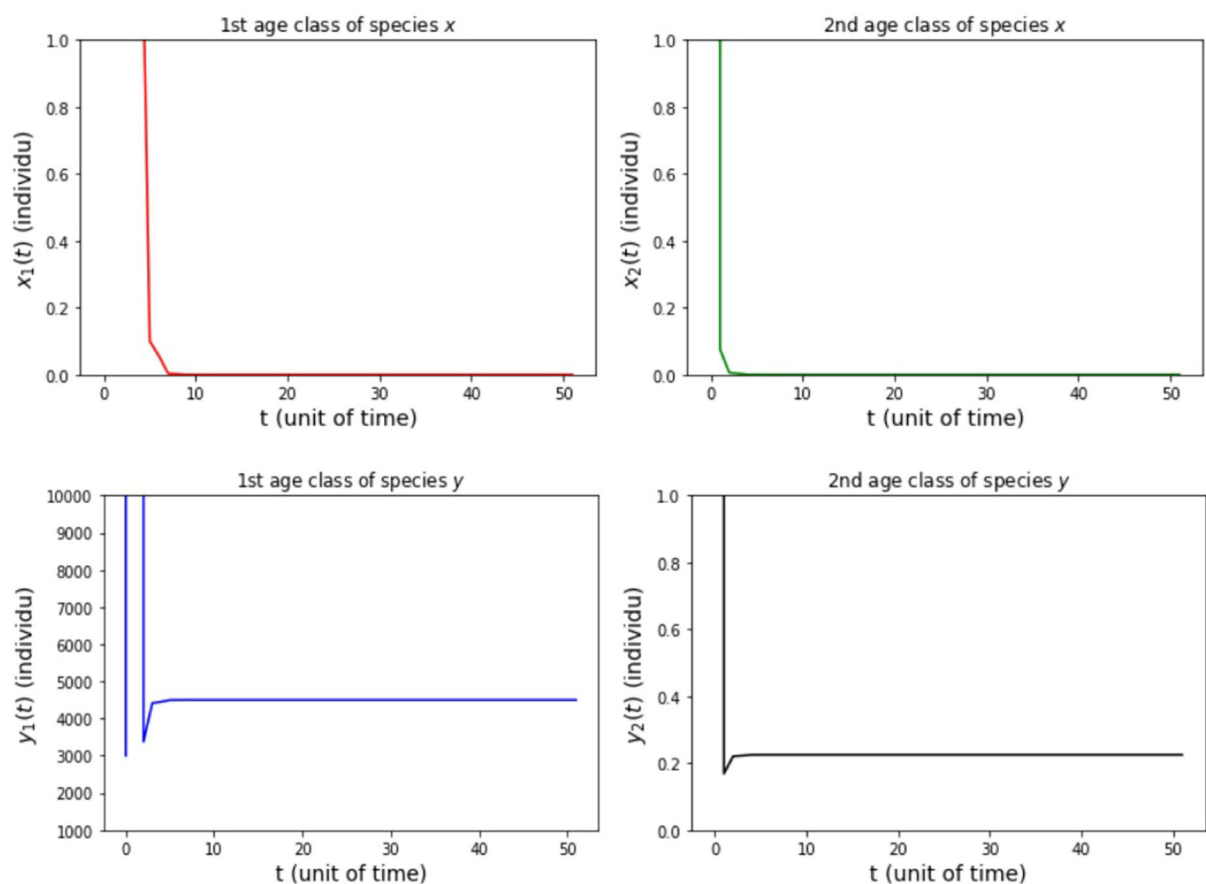 1st age class of species x
1.0
0.8
0.6
0.4
0.2
0.0
x₁(t) (individu)
0 10 20 30 40 50
t (unit of time)
2nd age class of species x
1.0
0.8
0.6
0.4
0.2
0.0
x₂(t) (individu)
0 10 20 30 40 50
t (unit of time)
1st age class of species y
10000
9000
8000
7000
6000
5000
4000
3000
2000
1000
y₁(t) (individu)
0 10 20 30 40 50
t (unit of time)
2nd age class of species y
1.0
0.8
0.6
0.4
0.2
0.0
y₂(t) (individu)
0 10 20 30 40 50
t (unit of time)